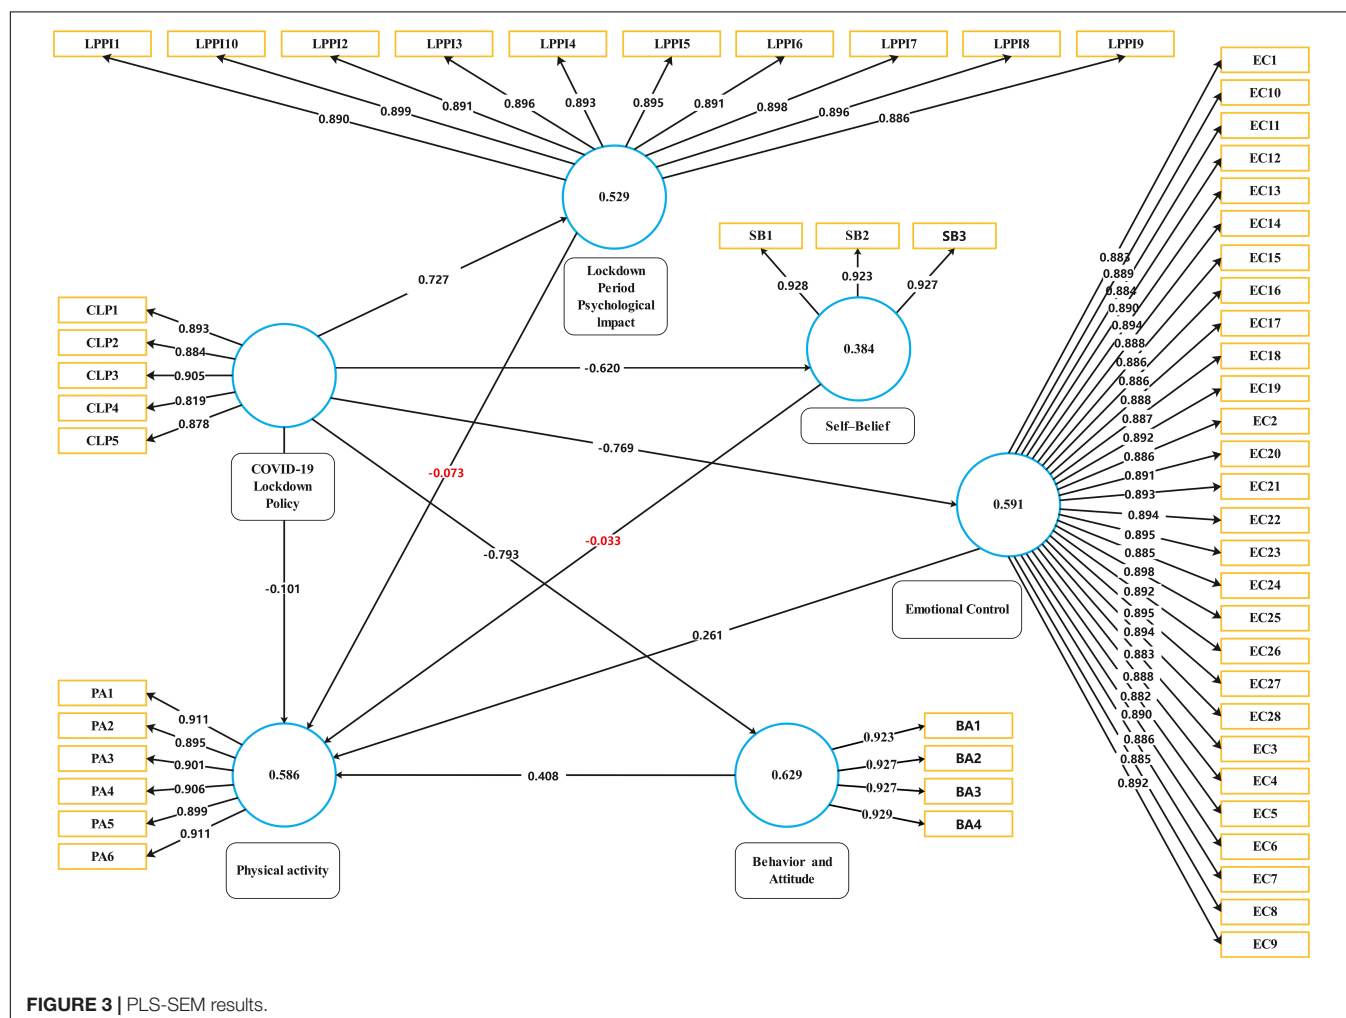 LPPI1
LPPI10
LPPI2
LPPI3
LPPI4
LPPI5
LPPI6
LPPI7
LPPI8
LPPI9
0.890
0.899
0.891
0.896
0.893
0.895
0.891
0.898
0.896
0.886
0.529
Lockdown
Period
Psychological
Impact
SB1
SB2
SB3
0.928
0.923
0.927
0.384
Self–Belief
CLP1
CLP2
CLP3
CLP4
CLP5
0.893
0.884
0.905
0.819
0.878
COVID-19
Lockdown
Policy
0.727
-0.620
-0.769
-0.073
-0.033
-0.793
-0.101
0.261
0.408
0.591
Emotional Control
EC1
EC10
EC11
EC12
EC13
EC14
EC15
EC16
EC17
EC18
EC19
EC2
EC20
EC21
EC22
EC23
EC24
EC25
EC26
EC27
EC28
EC3
EC4
EC5
EC6
EC7
EC8
EC9
0.883
0.889
0.884
0.890
0.894
0.888
0.886
0.886
0.888
0.887
0.892
0.886
0.891
0.893
0.894
0.895
0.885
0.898
0.892
0.895
0.894
0.883
0.888
0.882
0.890
0.886
0.885
0.892
PA1
PA2
PA3
PA4
PA5
PA6
0.911
0.895
0.901
0.906
0.899
0.911
0.586
Physical activity
0.629
Behavior and
Attitude
0.923
0.927
0.927
0.929
BA1
BA2
BA3
BA4
FIGURE 3 | PLS-SEM results.